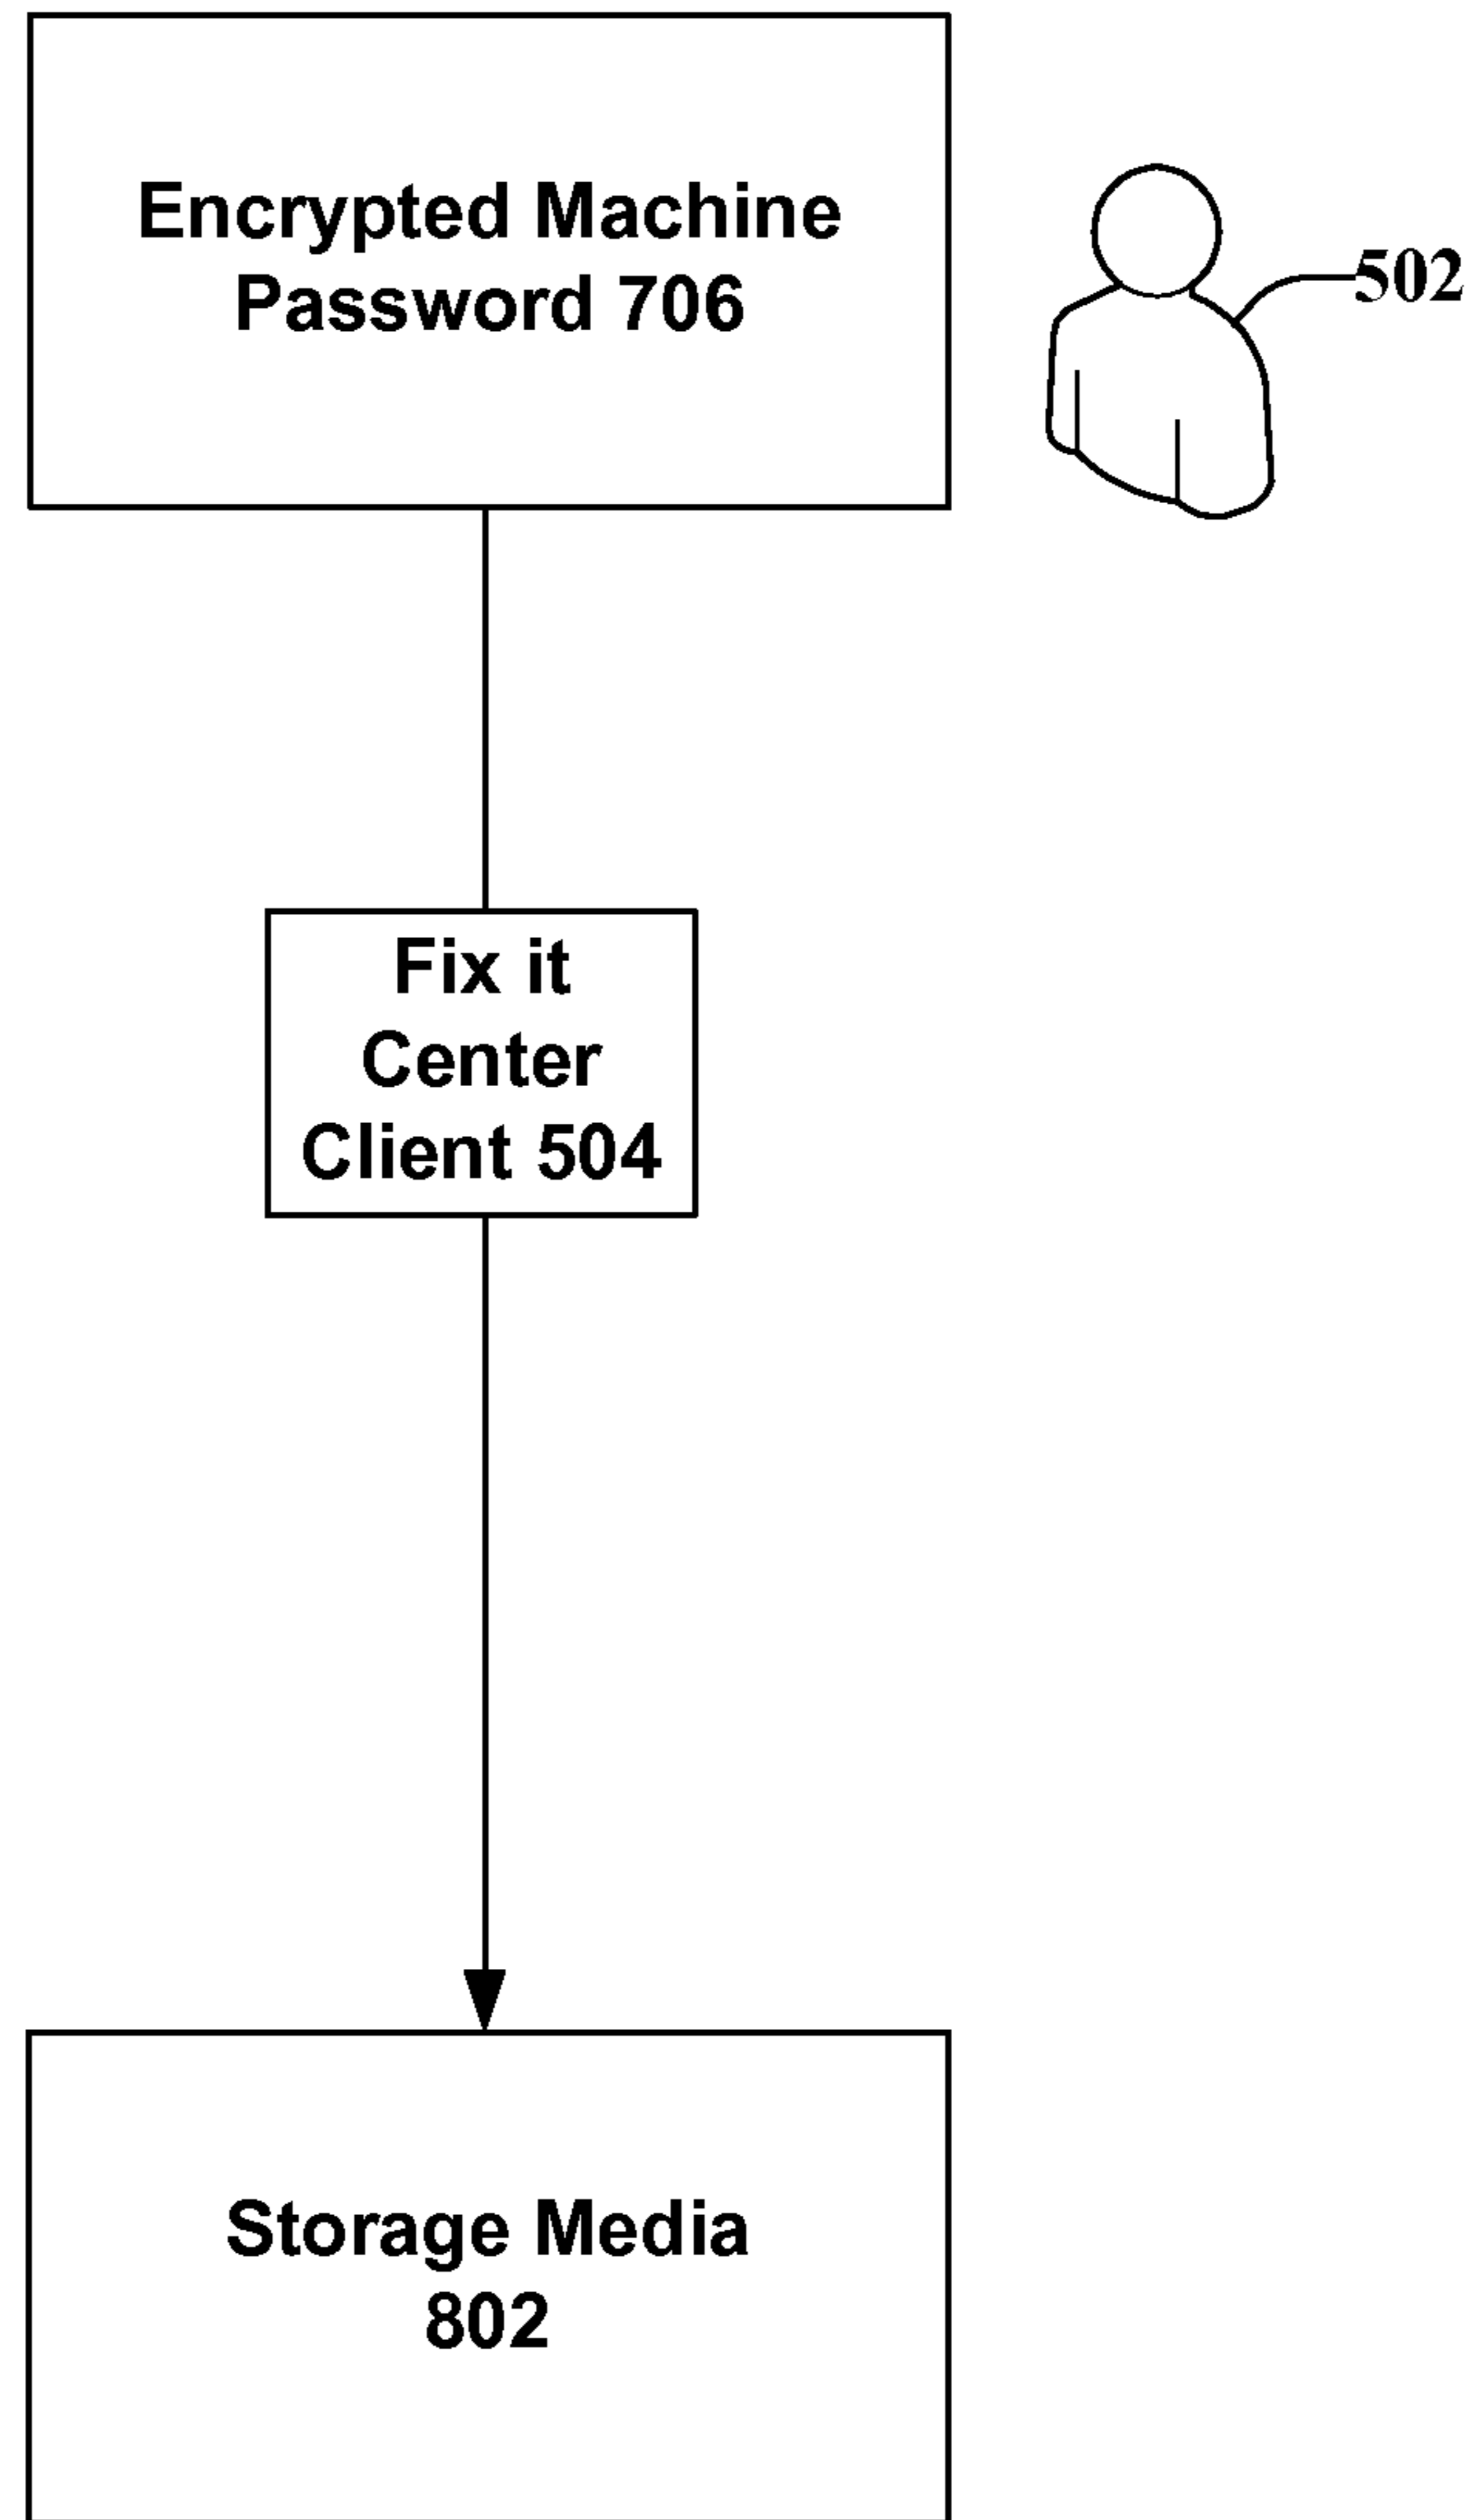 Encrypted Machine
Password 706
502
Fix it
Center
Client 504
Storage Media
802